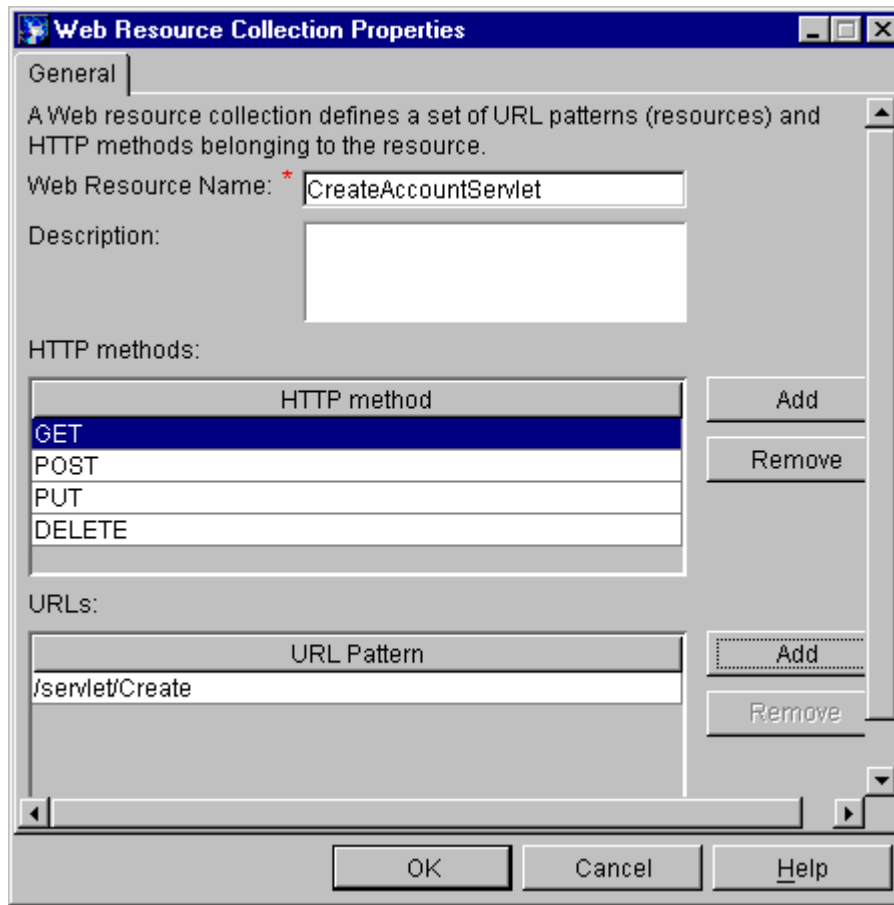 Web Resource Collection Properties
General
A Web resource collection defines a set of URL patterns (resources) and
HTTP methods belonging to the resource.
Web Resource Name: * CreateAccountServlet
Description:
HTTP methods:
HTTP method Add
GET
POST Remove
PUT
DELETE
URLs:
URL Pattern Add
/servlet/Create
Remove
OK Cancel Help